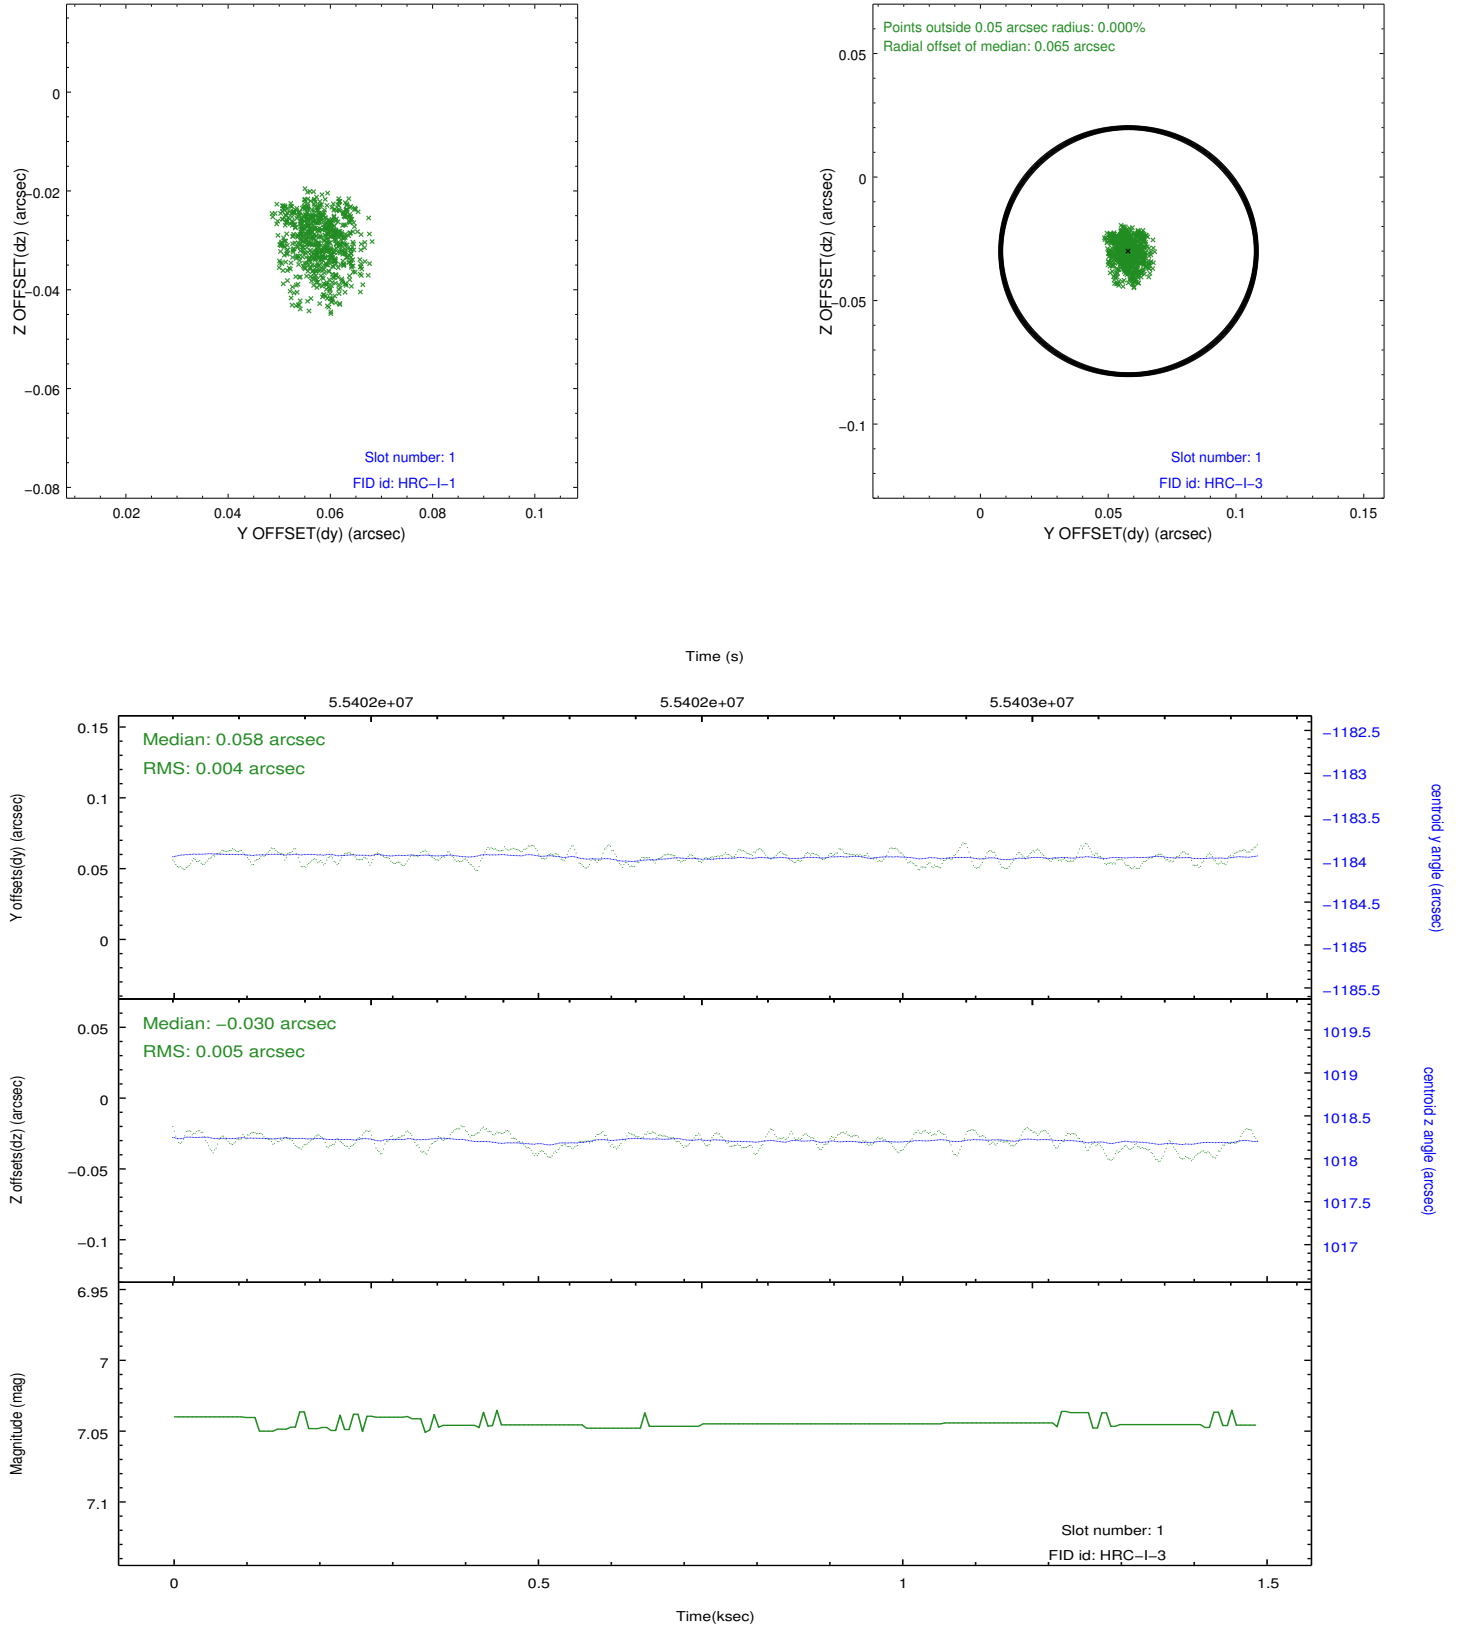 0
−0.02
−0.04
−0.06
−0.08
Z OFFSET(dz) (arcsec)
Slot number: 1
FID id: HRC−I−1
0.02
0.04
0.06
0.08
0.1
Y OFFSET(dy) (arcsec)
Points outside 0.05 arcsec radius: 0.000%
Radial offset of median: 0.065 arcsec
0.05
0
−0.05
−0.1
Z OFFSET(dz) (arcsec)
Slot number: 1
FID id: HRC−I−3
0
0.05
0.1
0.15
Y OFFSET(dy) (arcsec)
Time (s)
5.5402e+07
5.5402e+07
5.5403e+07
Median: 0.058 arcsec
RMS: 0.004 arcsec
0.15
0.1
0.05
0
Y offsets(dy) (arcsec)
−1182.5
−1183
−1183.5
−1184
−1184.5
−1185
−1185.5
centroid y angle (arcsec)
Median: −0.030 arcsec
RMS: 0.005 arcsec
0.05
0
−0.05
−0.1
Z offsets(dz) (arcsec)
1019.5
1019
1018.5
1018
1017.5
1017
centroid z angle (arcsec)
6.95
7
7.05
7.1
Magnitude (mag)
Slot number: 1
FID id: HRC−I−3
0
0.5
1
1.5
Time(ksec)